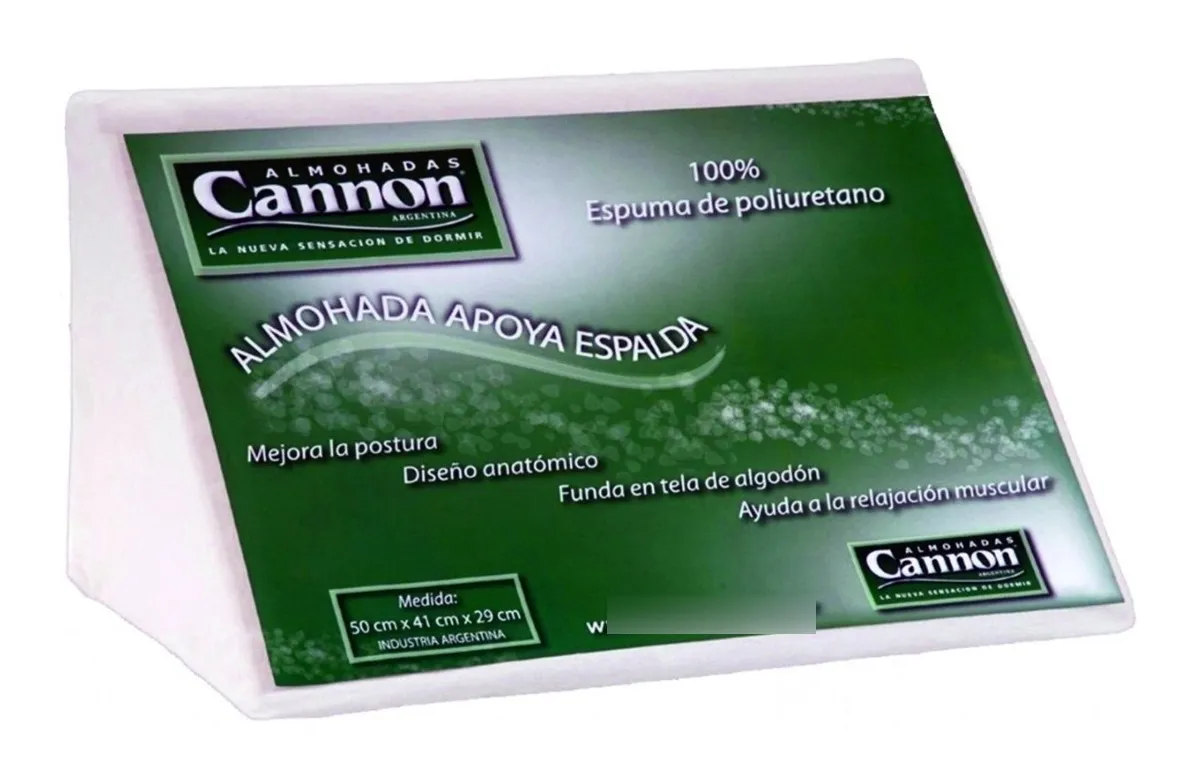 ALMOHADAS
Cannon
ARGENTINA
LA NUEVA SENSACION DE DORMIR
100%
Espuma de poliuretano
ALMOHADA APOYA ESPALDA
Mejora la postura
Diseño anatómico
Funda en tela de algodón
Ayuda a la relajación muscular
ALMOHADAS
Cannon
ARGENTINA
LA NUEVA SENSACION DE DORMIR
Medida:
50 cm x 41 cm x 29 cm
INDUSTRIA ARGENTINA